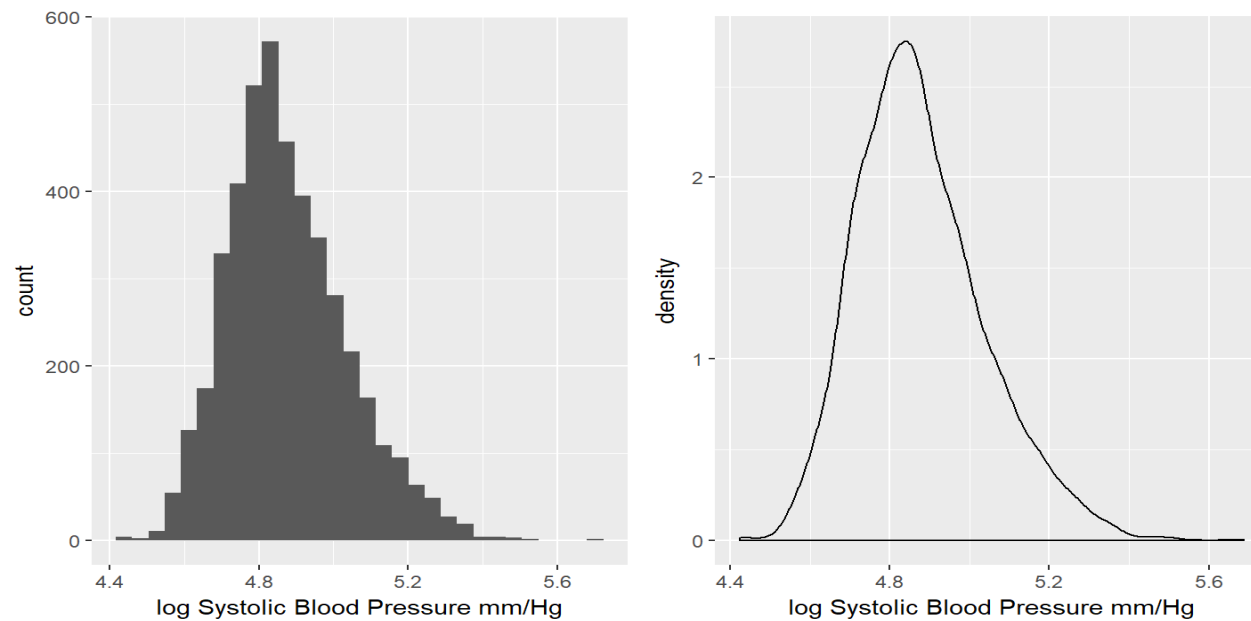 600
400
200
0
count
4.4 4.8 5.2 5.6
log Systolic Blood Pressure mm/Hg
2
1
0
density
4.4 4.8 5.2 5.6
log Systolic Blood Pressure mm/Hg